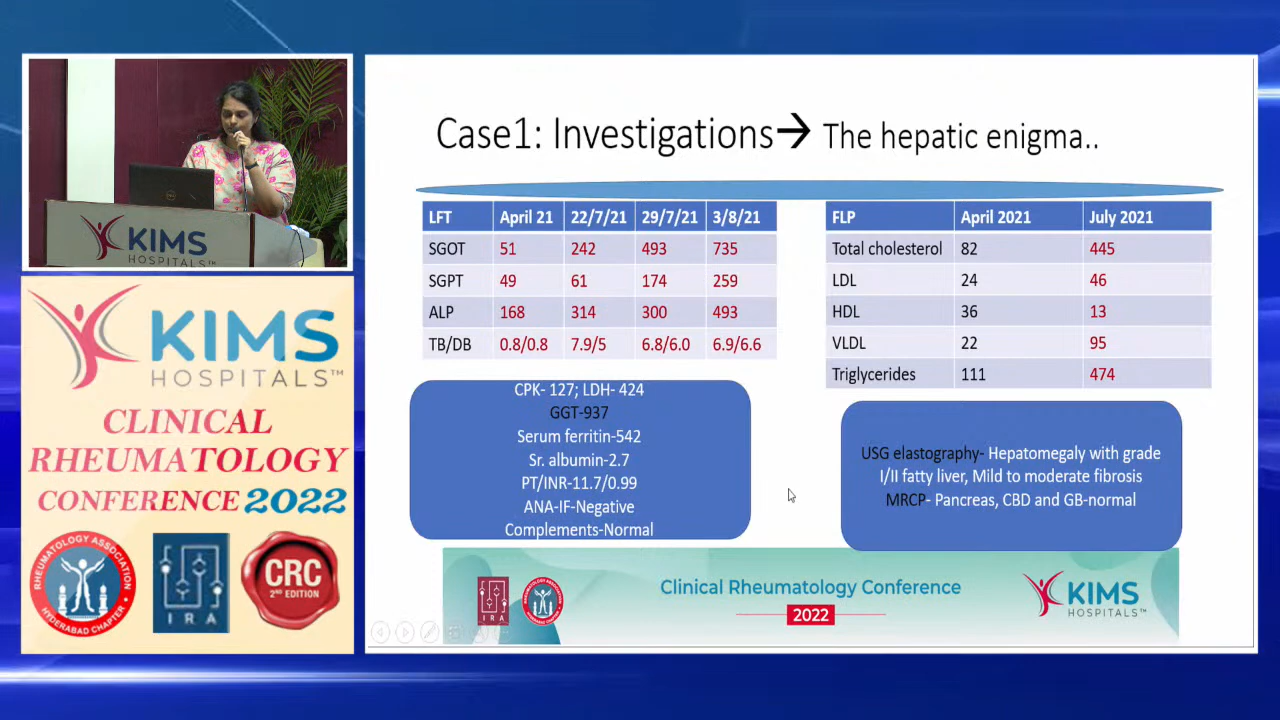 Case1: Investigations→ The hepatic enigma..
LFT April 21 22/7/21 29/7/21 3/8/21
SGOT 51 242 493 735
SGPT 49 61 174 259
ALP 168 314 300 493
TB/DB 0.8/0.8 7.9/5 6.8/6.0 6.9/6.6
FLP April 2021 July 2021
Total cholesterol 82 445
LDL 24 46
HDL 36 13
VLDL 22 95
Triglycerides 111 474
CPK- 127; LDH- 424
GGT-937
Serum ferritin-542
Sr. albumin-2.7
PT/INR-11.7/0.99
ANA-IF-Negative
Complements-Normal
USG elastography- Hepatomegaly with grade
I/II fatty liver, Mild to moderate fibrosis
MRCP- Pancreas, CBD and GB-normal
KIMS
HOSPITALS™
KIMS
HOSPITALS™
CLINICAL
RHEUMATOLOGY
CONFERENCE 2022
RHEUMATOLOGY ASSOCIATION
HYDERABAD CHAPTER
IRA
CRC
2ND EDITION
IRA
Clinical Rheumatology Conference
2022
KIMS
HOSPITALS™